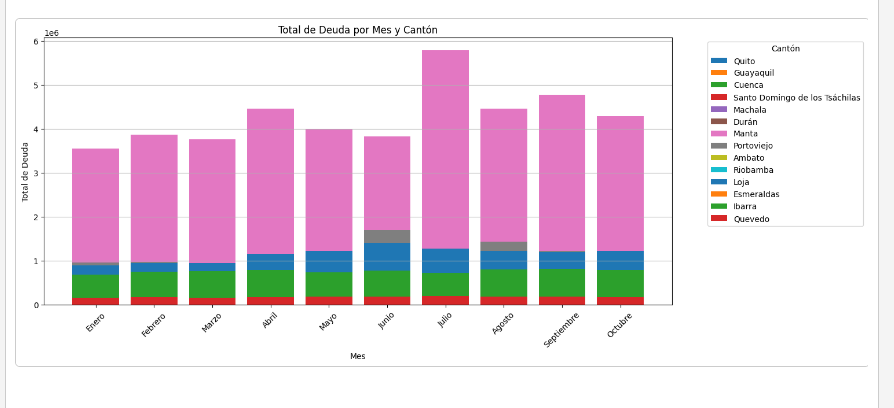 Total de Deuda por Mes y Cantón
1e6
6
5
4
3
2
1
0
Total de Deuda
Enero
Febrero
Marzo
Abril
Mayo
Junio
Julio
Agosto
Septiembre
Octubre
Mes
Cantón
Quito
Guayaquil
Cuenca
Santo Domingo de los Tsáchilas
Machala
Durán
Manta
Portoviejo
Ambato
Riobamba
Loja
Esmeraldas
Ibarra
Quevedo